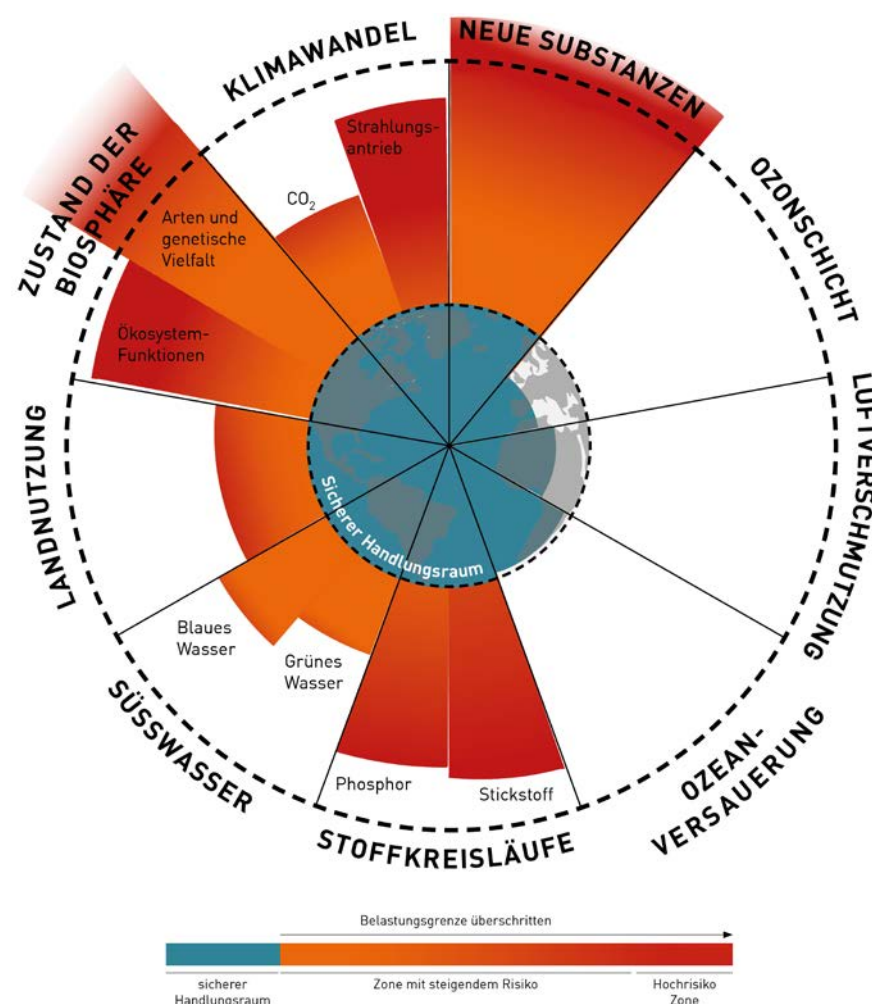 KLIMAWANDEL
NEUE SUBSTANZEN
OZONSCHICHT
LUFTVERSCHMUTZUNG
OZEAN-
VERSAUERUNG
STOFFKREISLÄUFE
SÜSSWASSER
LANDNUTZUNG
ZUSTAND DER
BIOSPHÄRE
Strahlungs-
antrieb
CO₂
Arten und
genetische
Vielfalt
Ökosystem-
Funktionen
Sicherer Handlungsraum
Blaues
Wasser
Grünes
Wasser
Phosphor
Stickstoff
Belastungsgrenze überschritten
sicherer
Handlungsraum
Zone mit steigendem Risiko
Hochrisiko
Zone